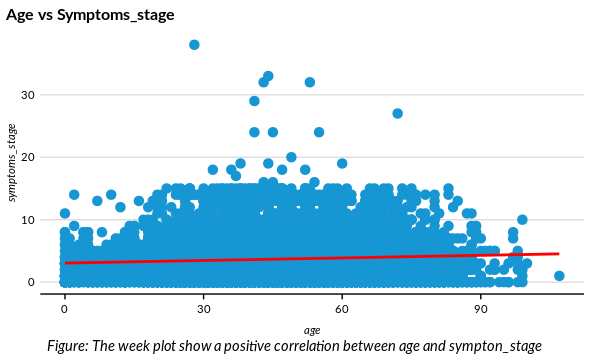 Age vs Symptoms_stage
symptoms_stage
30
20
10
0
0 30 60 90
age
Figure: The week plot show a positive correlation between age and sympton_stage